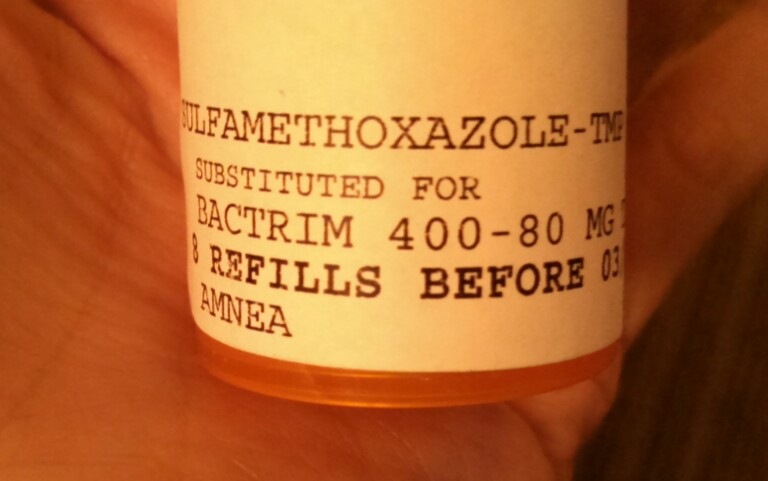 SULFAMETHOXAZOLE-TMP
SUBSTITUTED FOR
BACTRIM 400-80 MG T
8 REFILLS BEFORE 03
AMNEA